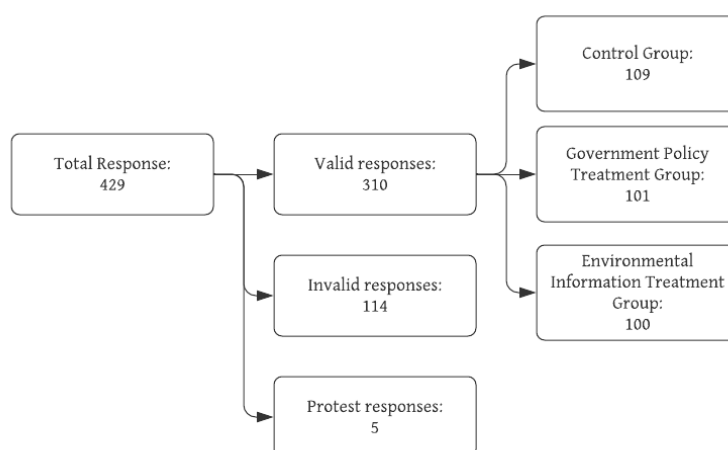 Total Response:
429
Valid responses:
310
Invalid responses:
114
Protest responses:
5
Control Group:
109
Government Policy
Treatment Group:
101
Environmental
Information Treatment
Group:
100